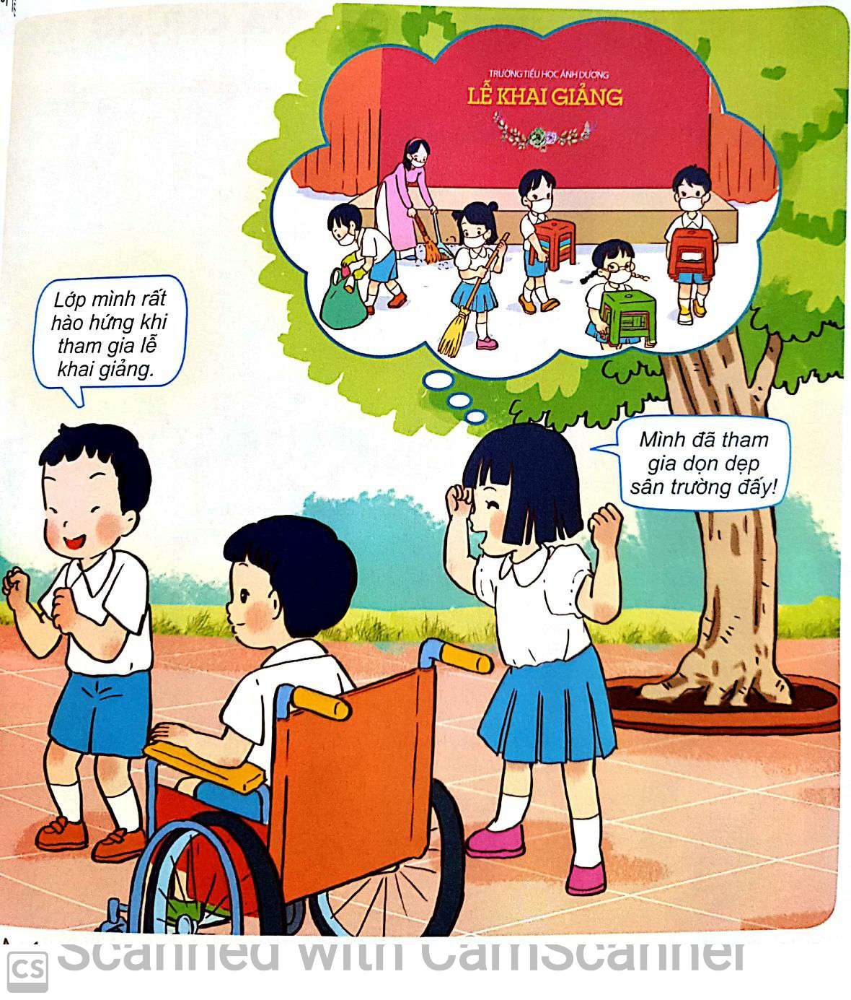 TRƯỜNG TIỂU HỌC ÁNH DƯƠNG
LỄ KHAI GIẢNG
Lớp mình rất
hào hứng khi
tham gia lễ
khai giảng.
Mình đã tham
gia dọn dẹp
sân trường đấy!
CS Scanned with CamScanner